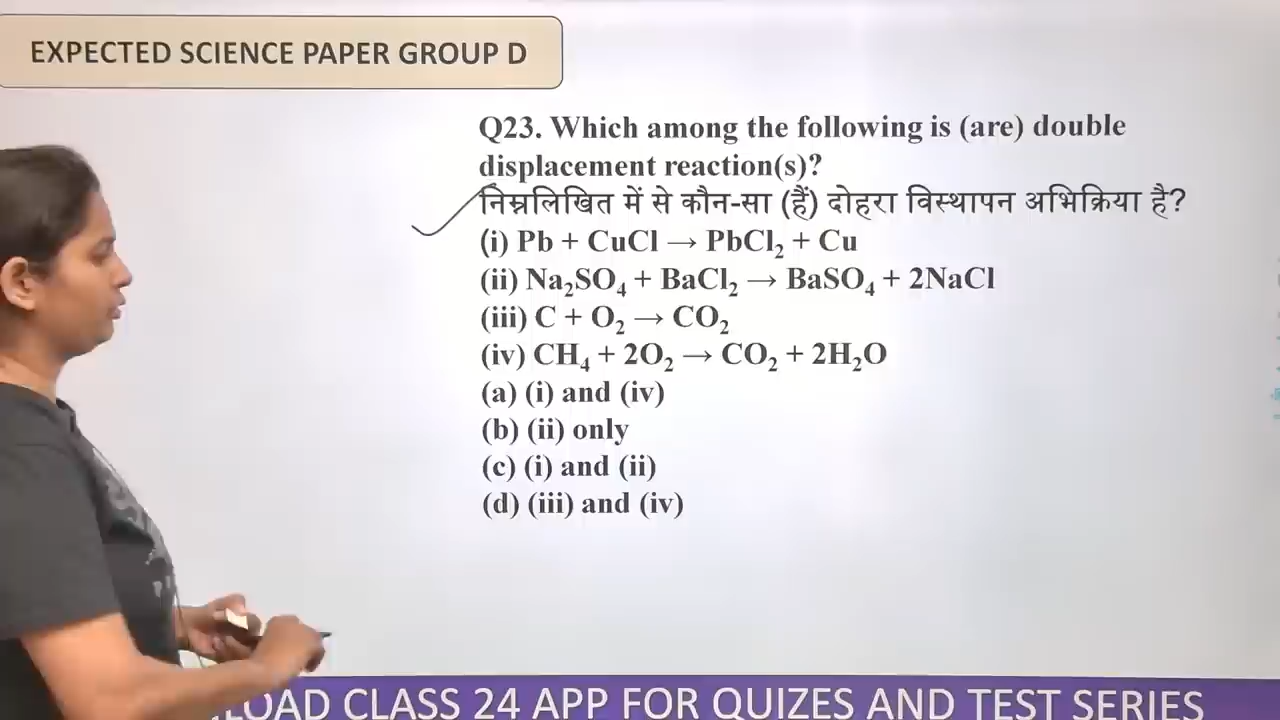 EXPECTED SCIENCE PAPER GROUP D
Q23. Which among the following is (are) double
displacement reaction(s)?
निम्नलिखित में से कौन-सा (हैं) दोहरा विस्थापन अभिक्रिया है?
(i) Pb + CuCl → PbCl₂ + Cu
(ii) Na₂SO₄ + BaCl₂ → BaSO₄ + 2NaCl
(iii) C + O₂ → CO₂
(iv) CH₄ + 2O₂ → CO₂ + 2H₂O
(a) (i) and (iv)
(b) (ii) only
(c) (i) and (ii)
(d) (iii) and (iv)
LOAD CLASS 24 APP FOR QUIZES AND TEST SERIES